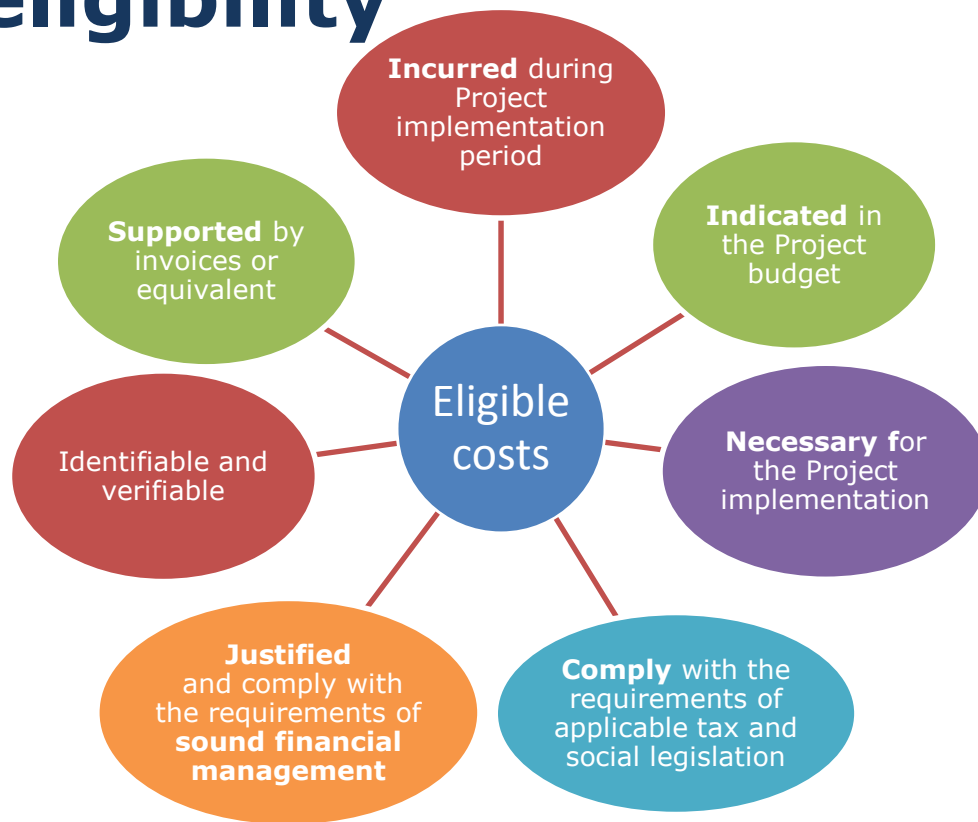 eligibility
Incurred during
Project
implementation
period
Indicated in
the Project
budget
Necessary for
the Project
implementation
Comply with the
requirements of
applicable tax and
social legislation
Justified
and comply with
the requirements of
sound financial
management
Identifiable and
verifiable
Supported by
invoices or
equivalent
Eligible
costs